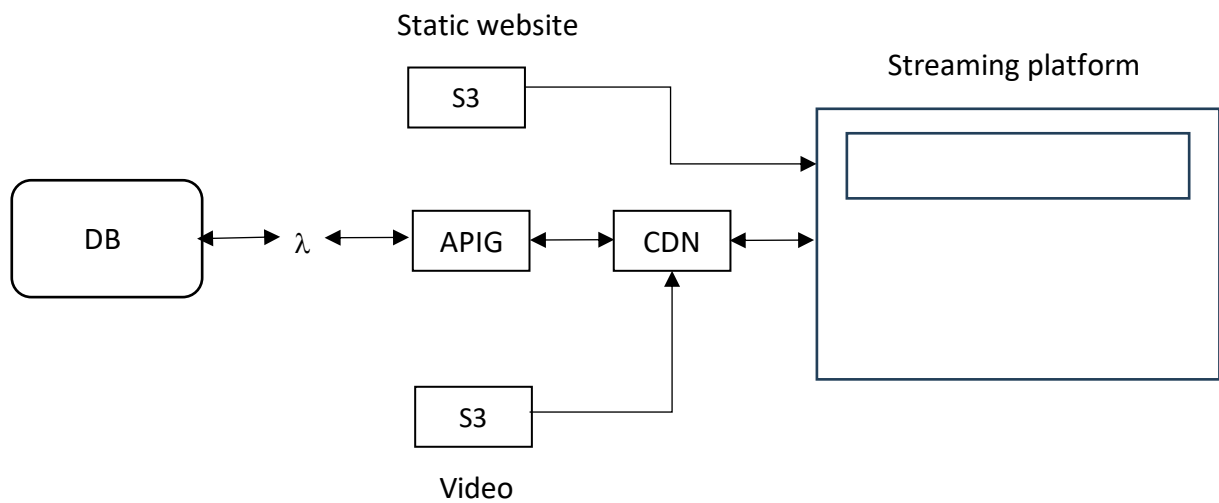 Static website
Streaming platform
S3
DB
λ
APIG
CDN
S3
Video